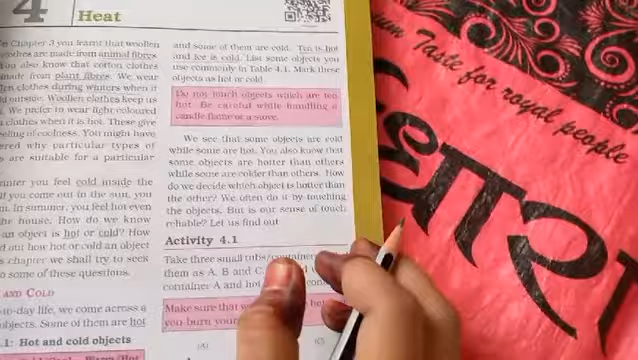 4
Heat
In Chapter 3 you learnt that woollen
clothes are made from animal fibres.
You also know that cotton clothes
made from plant fibres. We wear
clothes during winters when it
outside. Woollen clothes keep us
We prefer to wear light coloured
clothes when it is hot. These give
feeling of coolness. You might have
why particular types of
are suitable for a particular
you feel cold inside the
if you come out in the sun, you
In summer, you feel hot even
the house. How do we know
an object is hot or cold? How
out how hot or cold an object
chapter we shall try to seek
to some of these questions.
AND COLD
to-day life, we come across a
objects. Some of them are hot
.1: Hot and cold objects
and some of them are cold. Tea is hot
and ice is cold. List some objects you
use commonly in Table 4.1. Mark these
objects as hot or cold.
Do not touch objects which are too
hot. Be careful while handling a
candle flame or a stove.
We see that some objects are cold
while some are hot. You also know that
some objects are hotter than others
while some are colder than others. How
do we decide which object is hotter than
the other? We often do it by touching
the objects. But is our sense of touch
reliable? Let us find out
Activity 4.1
Take three small tubs/container
them as A, B and C.
container A and hot
Make sure that
you burn your
(A)
(C)
Taste for royal people